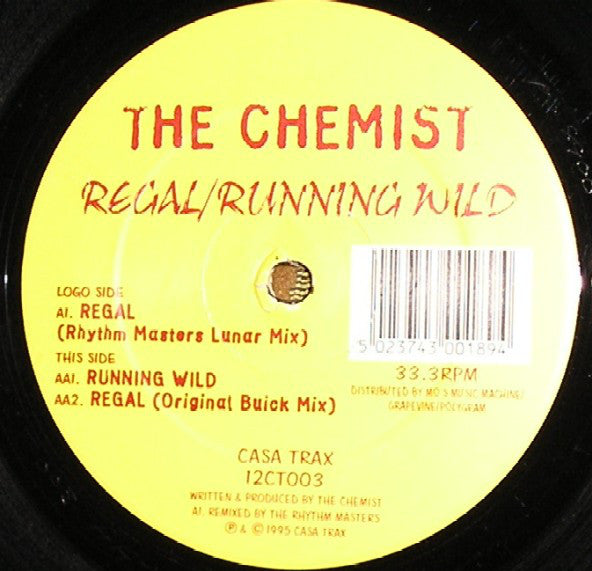 THE CHEMIST
REGAL/RUNNING WILD
LOGO SIDE
A1. REGAL
(Rhythm Masters Lunar Mix)
THIS SIDE
AA1. RUNNING WILD
AA2. REGAL (Original Buick Mix)
5 023743 001894
33.3RPM
DISTRIBUTED BY MO'S MUSIC MACHINE/
GRAPEVINE/POLYGRAM
CASA TRAX
12CT003
WRITTEN & PRODUCED BY THE CHEMIST
A1. REMIXED BY THE RHYTHM MASTERS
℗ & © 1995 CASA TRAX